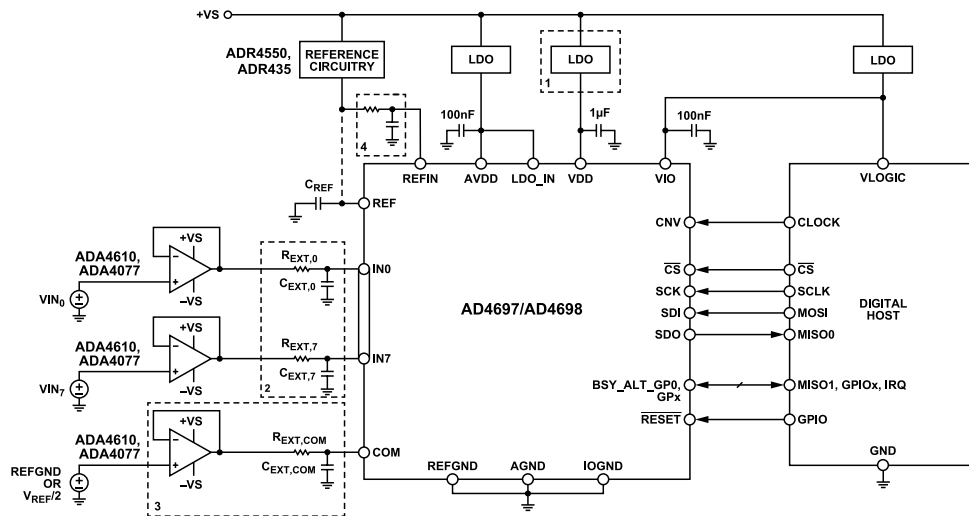 +VS
ADR4550,
ADR435
REFERENCE
CIRCUITRY
LDO
LDO
1
LDO
100nF
1µF
100nF
4
REFIN
AVDD
LDO_IN
VDD
VIO
VLOGIC
CREF
REF
CNV
CLOCK
ADA4610,
ADA4077
+VS
−
+
−VS
VIN0
REXT,0
CEXT,0
IN0
CS
CS
SCK
SCLK
AD4697/AD4698
SDI
MOSI
DIGITAL
HOST
SDO
MISO0
ADA4610,
ADA4077
+VS
−
+
−VS
VIN7
REXT,7
CEXT,7
2
IN7
BSY_ALT_GP0,
GPx
MISO1, GPIOx, IRQ
RESET
GPIO
ADA4610,
ADA4077
+VS
−
+
−VS
REFGND
OR
VREF/2
REXT,COM
CEXT,COM
3
COM
REFGND
AGND
IOGND
GND